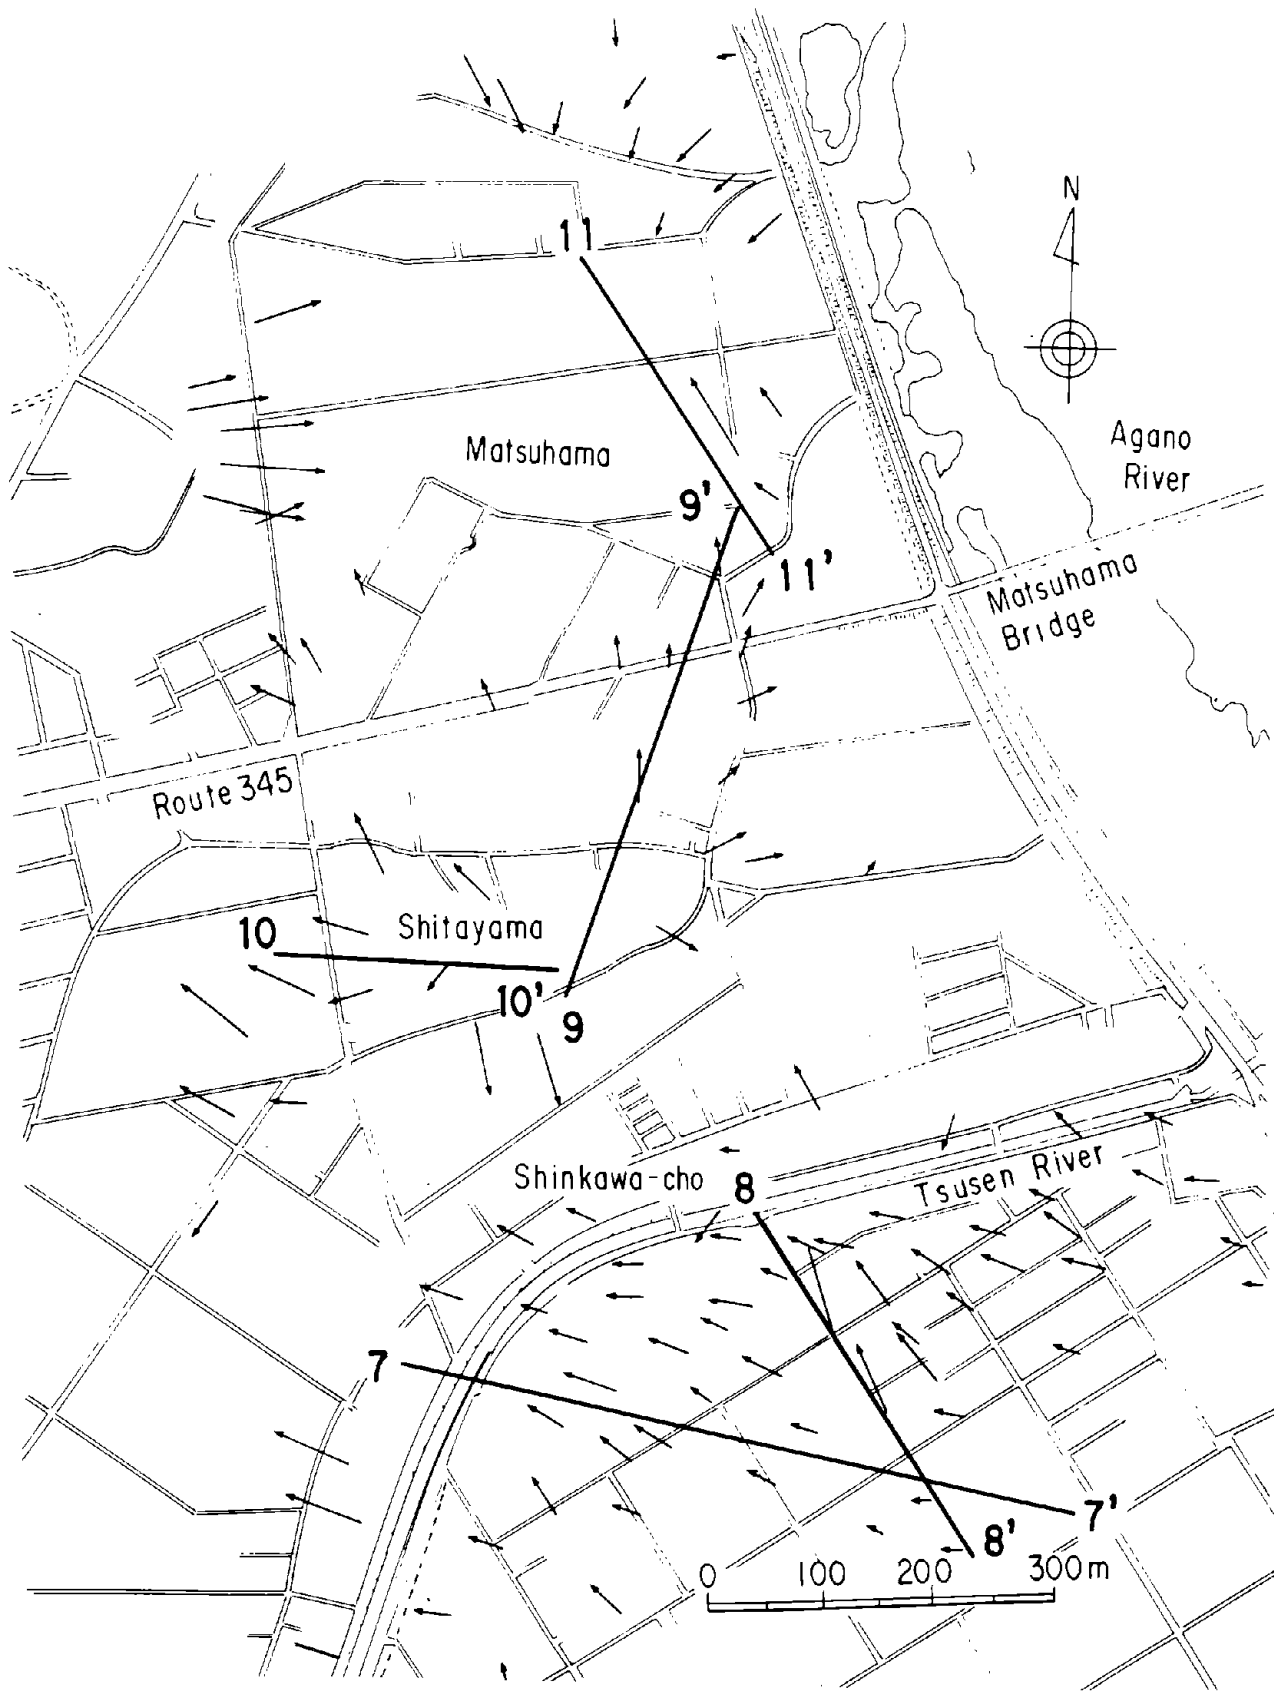 N
11
Matsuhama
Agano
River
9'
11'
Matsuhama
Bridge
Route 345
10
Shitayama
10'
9
Shinkawa-cho
8
Tsusen River
7
7'
8'
0 100 200 300m